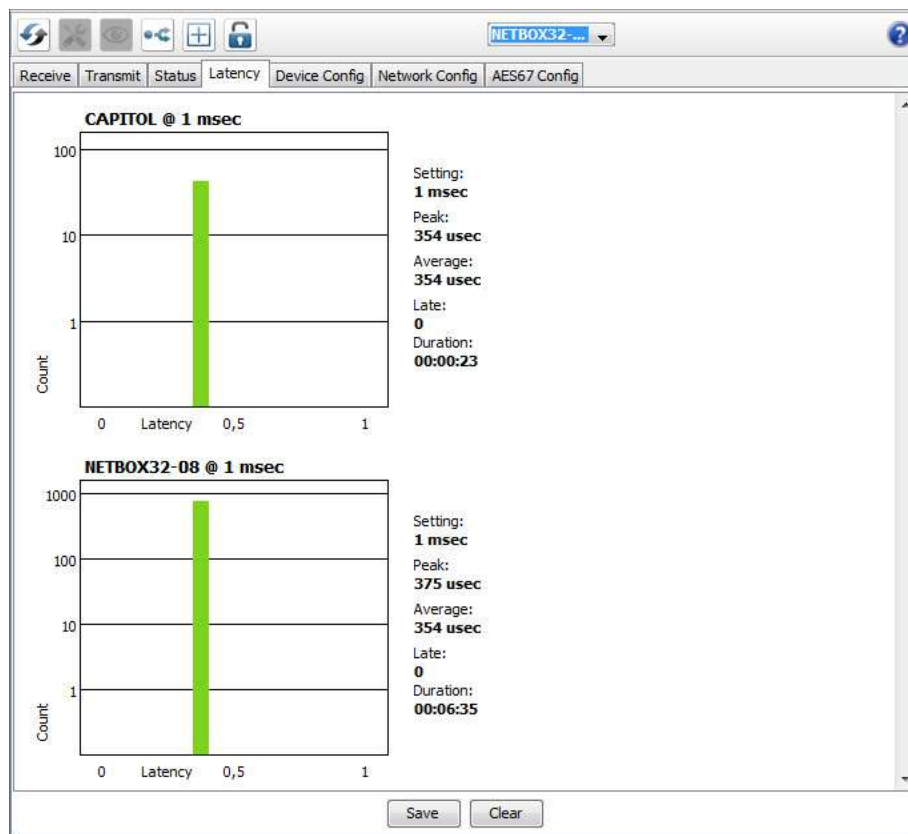 NETBOX32-...
?
Receive Transmit Status Latency Device Config Network Config AES67 Config
CAPITOL @ 1 msec
100
10
1
Count
0 Latency 0,5 1
Setting:
1 msec
Peak:
354 usec
Average:
354 usec
Late:
0
Duration:
00:00:23
NETBOX32-08 @ 1 msec
1000
100
10
1
Count
0 Latency 0,5 1
Setting:
1 msec
Peak:
375 usec
Average:
354 usec
Late:
0
Duration:
00:06:35
Save Clear